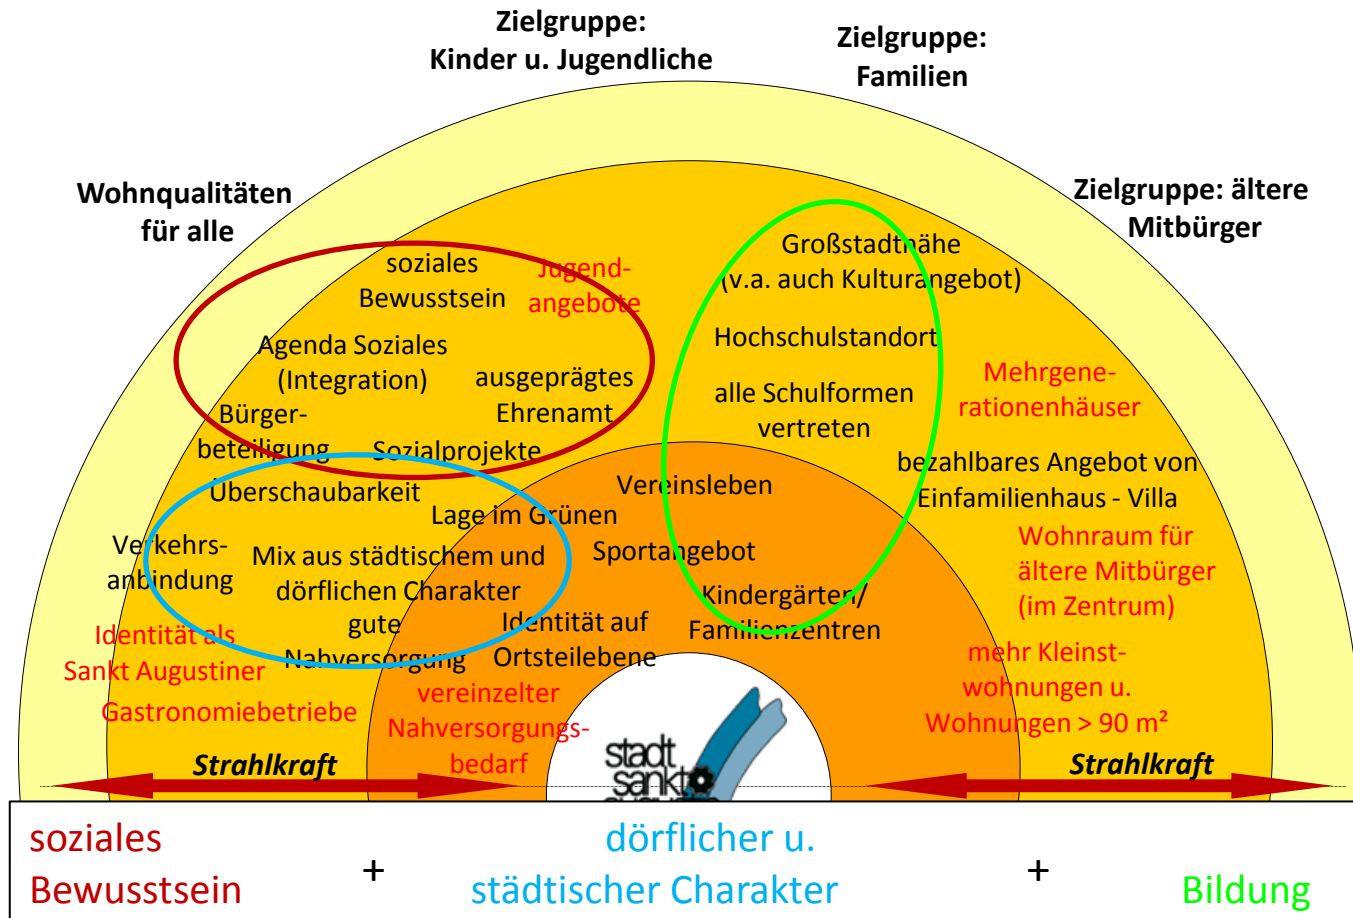 Zielgruppe:
Kinder u. Jugendliche
Zielgruppe:
Familien
Wohnqualitäten
für alle
Zielgruppe: ältere
Mitbürger
soziales
Bewusstsein
Jugend-
angebote
Agenda Soziales
(Integration)
ausgeprägtes
Ehrenamt
Bürger-
beteiligung
Sozialprojekte
Großstadtnähe
(v.a. auch Kulturangebot)
Hochschulstandort
alle Schulformen
vertreten
Mehrgene-
rationenhäuser
bezahlbares Angebot von
Einfamilienhaus - Villa
Wohnraum für
ältere Mitbürger
(im Zentrum)
mehr Kleinst-
wohnungen u.
Wohnungen > 90 m²
Überschaubarkeit
Lage im Grünen
Verkehrs-
anbindung
Mix aus städtischem und
dörflichen Charakter
gute
Nahversorgung
Identität als
Sankt Augustiner
Gastronomiebetriebe
Vereinsleben
Sportangebot
Kindergärten/
Familienzentren
Identität auf
Ortsteilebene
vereinzelter
Nahversorgungs-
bedarf
stadt
sankt
Strahlkraft
Strahlkraft
soziales
Bewusstsein
+
dörflicher u.
städtischer Charakter
+
Bildung